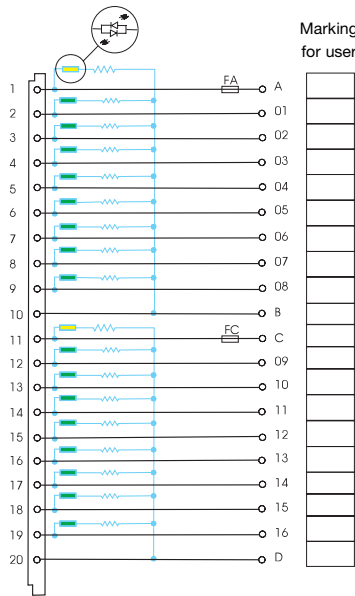 Marking
for user
1 FA A
2 01
3 02
4 03
5 04
6 05
7 06
8 07
9 08
10 B
11 FC C
12 09
13 10
14 11
15 12
16 13
17 14
18 15
19 16
20 D